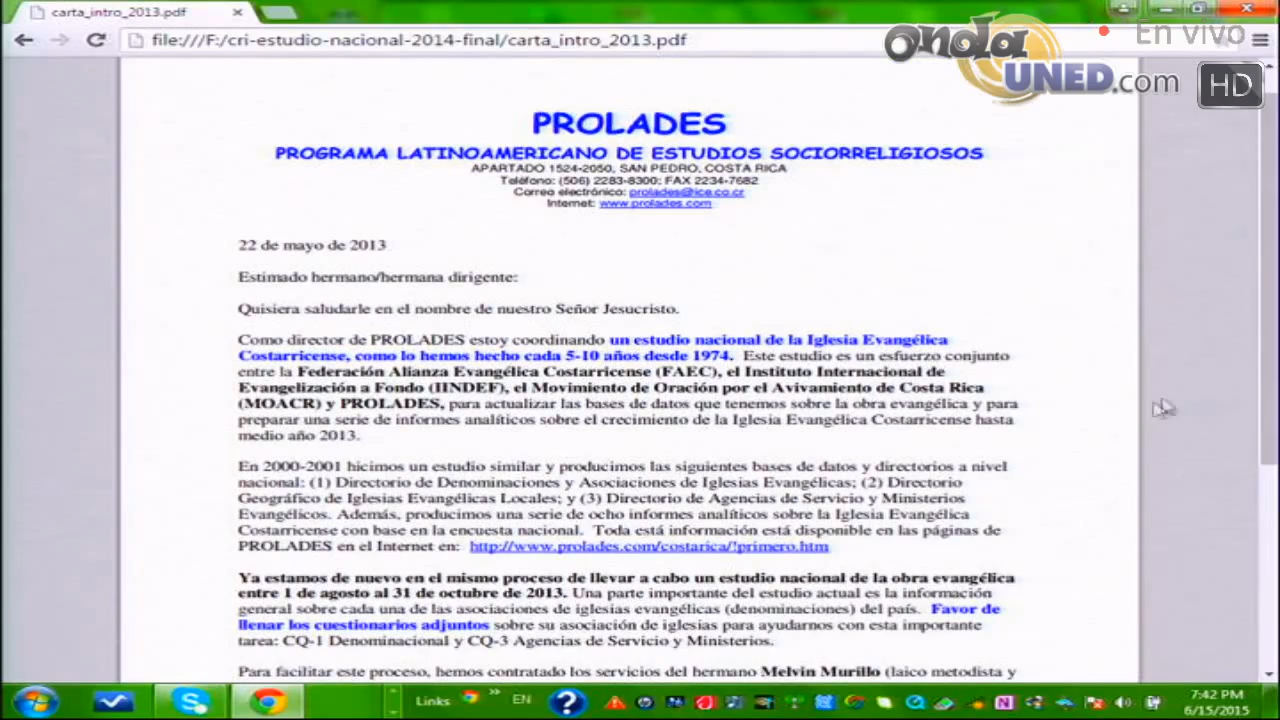 carta_intro_2013.pdf
file:///F:/cri-estudio-nacional-2014-final/carta_intro_2013.pdf
onda UNED.com
En vivo
HD
PROLADES
PROGRAMA LATINOAMERICANO DE ESTUDIOS SOCIORRELIGIOSOS
APARTADO 1524-2050, SAN PEDRO, COSTA RICA
Teléfono: (506) 2283-8300; FAX 2234-7682
Correo electrónico: prolades@ice.co.cr
Internet: www.prolades.com
22 de mayo de 2013
Estimado hermano/hermana dirigente:
Quisiera saludarle en el nombre de nuestro Señor Jesucristo.
Como director de PROLADES estoy coordinando un estudio nacional de la Iglesia Evangélica
Costarricense, como lo hemos hecho cada 5-10 años desde 1974. Este estudio es un esfuerzo conjunto
entre la Federación Alianza Evangélica Costarricense (FAEC), el Instituto Internacional de
Evangelización a Fondo (IINDEF), el Movimiento de Oración por el Avivamiento de Costa Rica
(MOACR) y PROLADES, para actualizar las bases de datos que tenemos sobre la obra evangélica y para
preparar una serie de informes analíticos sobre el crecimiento de la Iglesia Evangélica Costarricense hasta
medio año 2013.
En 2000-2001 hicimos un estudio similar y producimos las siguientes bases de datos y directorios a nivel
nacional: (1) Directorio de Denominaciones y Asociaciones de Iglesias Evangélicas; (2) Directorio
Geográfico de Iglesias Evangélicas Locales; y (3) Directorio de Agencias de Servicio y Ministerios
Evangélicos. Además, producimos una serie de ocho informes analíticos sobre la Iglesia Evangélica
Costarricense con base en la encuesta nacional. Toda está información está disponible en las páginas de
PROLADES en el Internet en: http://www.prolades.com/costarica/!primero.htm
Ya estamos de nuevo en el mismo proceso de llevar a cabo un estudio nacional de la obra evangélica
entre 1 de agosto al 31 de octubre de 2013. Una parte importante del estudio actual es la información
general sobre cada una de las asociaciones de iglesias evangélicas (denominaciones) del país. Favor de
llenar los cuestionarios adjuntos sobre su asociación de iglesias para ayudarnos con esta importante
tarea: CQ-1 Denominacional y CQ-3 Agencias de Servicio y Ministerios.
Para facilitar este proceso, hemos contratado los servicios del hermano Melvin Murillo (laico metodista y
Links
EN
7:42 PM
6/15/2015